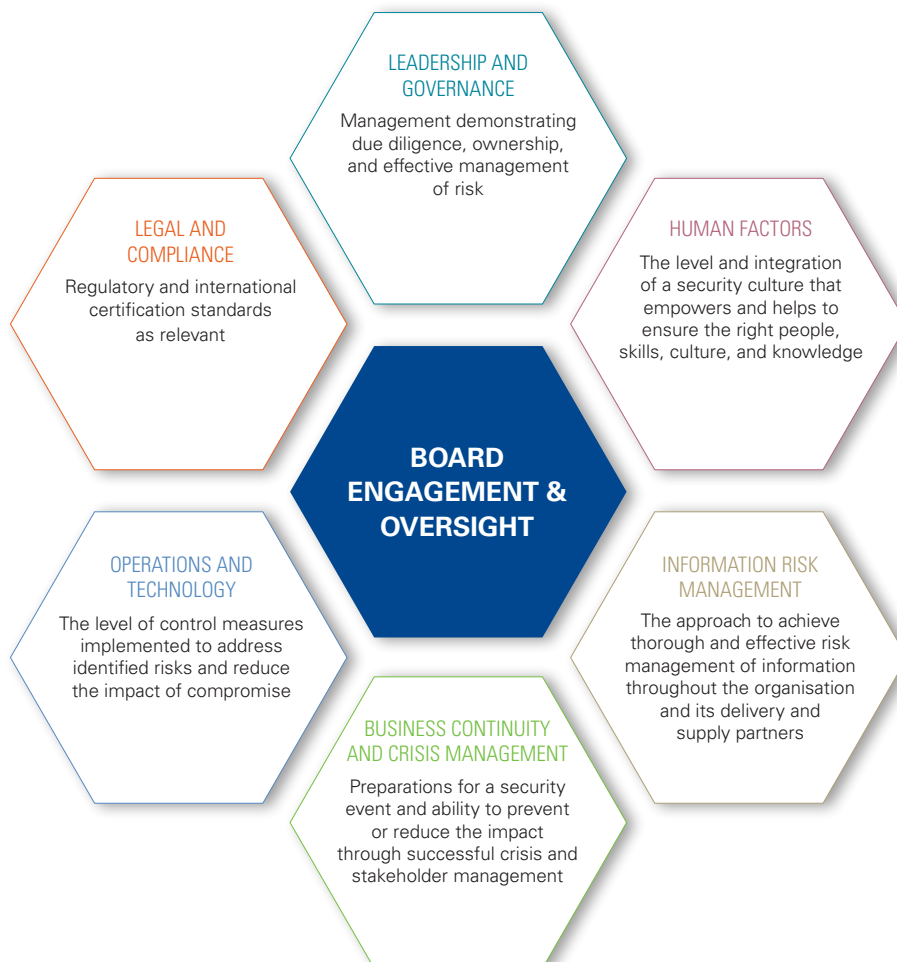 LEADERSHIP AND
GOVERNANCE
Management demonstrating
due diligence, ownership,
and effective management
of risk
LEGAL AND
COMPLIANCE
Regulatory and international
certification standards
as relevant
HUMAN FACTORS
The level and integration
of a security culture that
empowers and helps to
ensure the right people,
skills, culture, and knowledge
BOARD
ENGAGEMENT &
OVERSIGHT
OPERATIONS AND
TECHNOLOGY
The level of control measures
implemented to address
identified risks and reduce
the impact of compromise
INFORMATION RISK
MANAGEMENT
The approach to achieve
thorough and effective risk
management of information
throughout the organisation
and its delivery and
supply partners
BUSINESS CONTINUITY
AND CRISIS MANAGEMENT
Preparations for a security
event and ability to prevent
or reduce the impact
through successful crisis and
stakeholder management